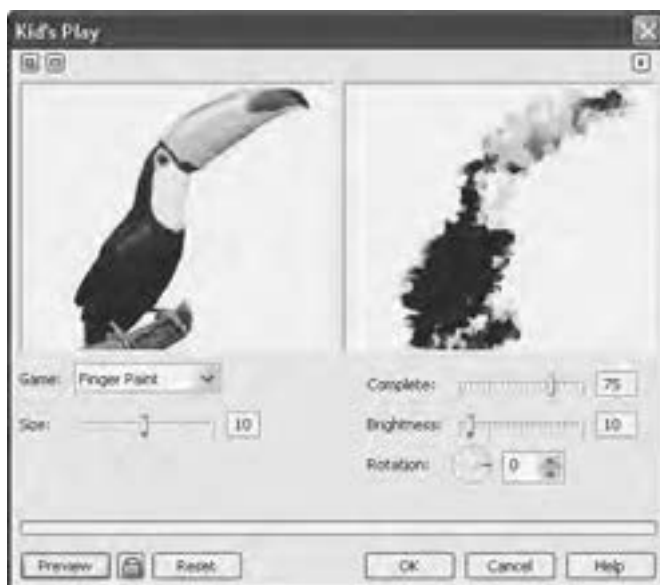 Kid's Play
Game: Finger Paint
Size: 10
Complete: 75
Brightness: 10
Rotation: 0
Preview Reset OK Cancel Help